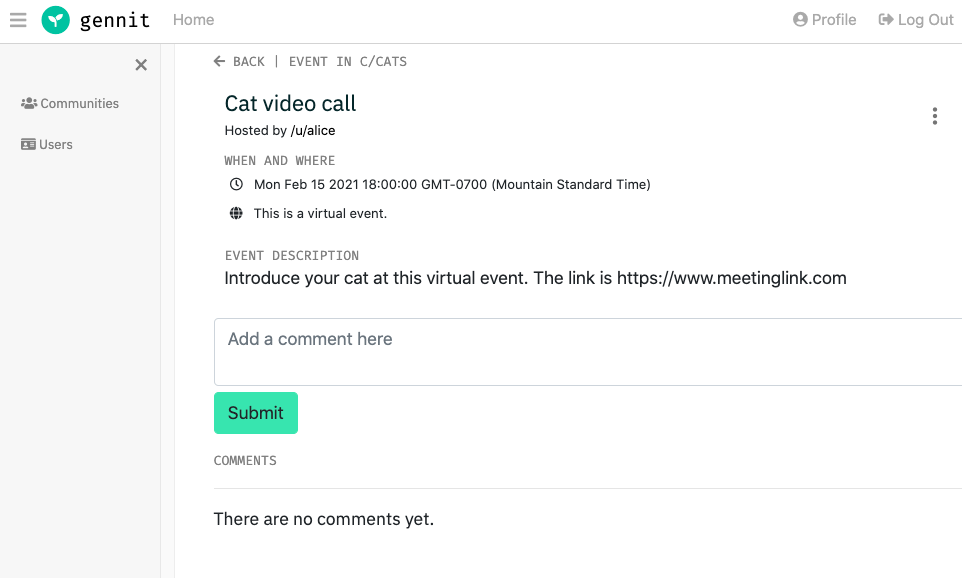 gennit Home Profile Log Out
Communities
Users
BACK | EVENT IN C/CATS
Cat video call
Hosted by /u/alice
WHEN AND WHERE
Mon Feb 15 2021 18:00:00 GMT-0700 (Mountain Standard Time)
This is a virtual event.
EVENT DESCRIPTION
Introduce your cat at this virtual event. The link is https://www.meetinglink.com
Add a comment here
Submit
COMMENTS
There are no comments yet.